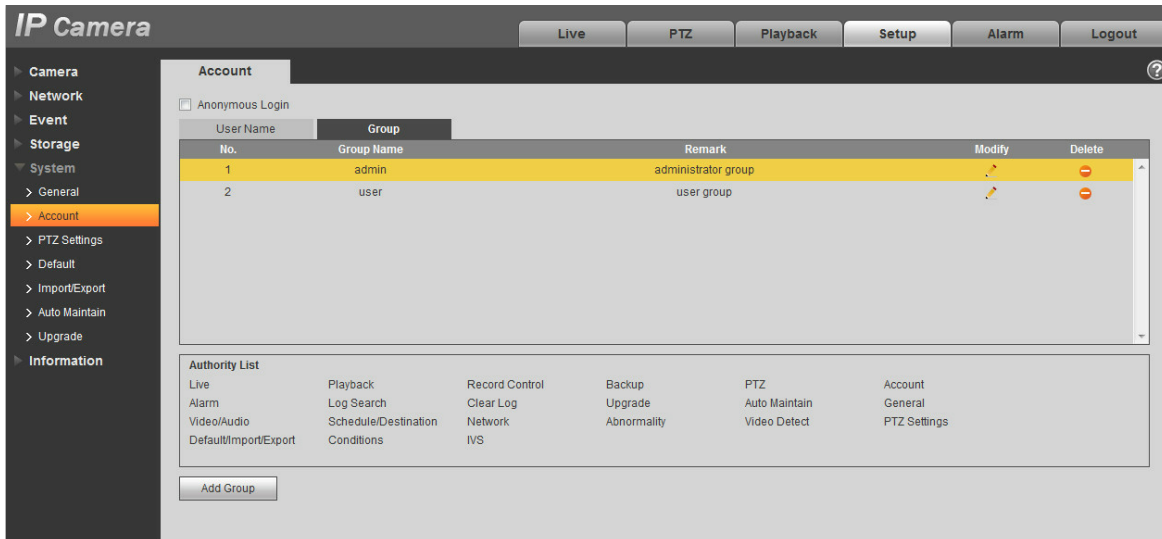 IP Camera
Live PTZ Playback Setup Alarm Logout
Camera
Network
Event
Storage
System
General
Account
PTZ Settings
Default
Import/Export
Auto Maintain
Upgrade
Information
Account
?
Anonymous Login
User Name Group
No. Group Name Remark Modify Delete
1 admin administrator group
2 user user group
Authority List
Live Playback Record Control Backup PTZ Account
Alarm Log Search Clear Log Upgrade Auto Maintain General
Video/Audio Schedule/Destination Network Abnormality Video Detect PTZ Settings
Default/Import/Export Conditions IVS
Add Group